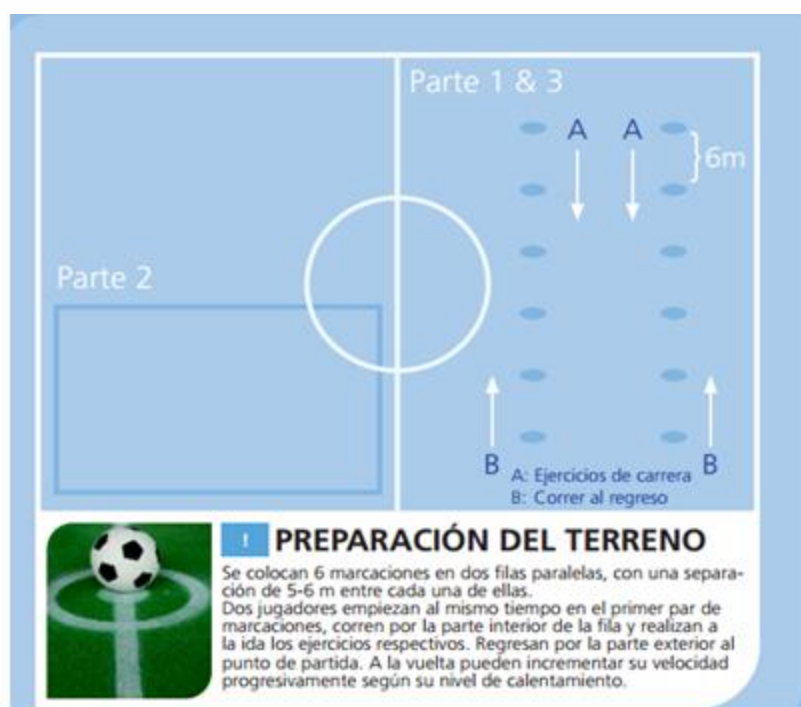 Parte 1 & 3
A A
6m
Parte 2
B B
A: Ejercicios de carrera
B: Correr al regreso
! PREPARACIÓN DEL TERRENO
Se colocan 6 marcaciones en dos filas paralelas, con una separa-
ción de 5-6 m entre cada una de ellas.
Dos jugadores empiezan al mismo tiempo en el primer par de
marcaciones, corren por la parte interior de la fila y realizan a
la ida los ejercicios respectivos. Regresan por la parte exterior al
punto de partida. A la vuelta pueden incrementar su velocidad
progresivamente según su nivel de calentamiento.